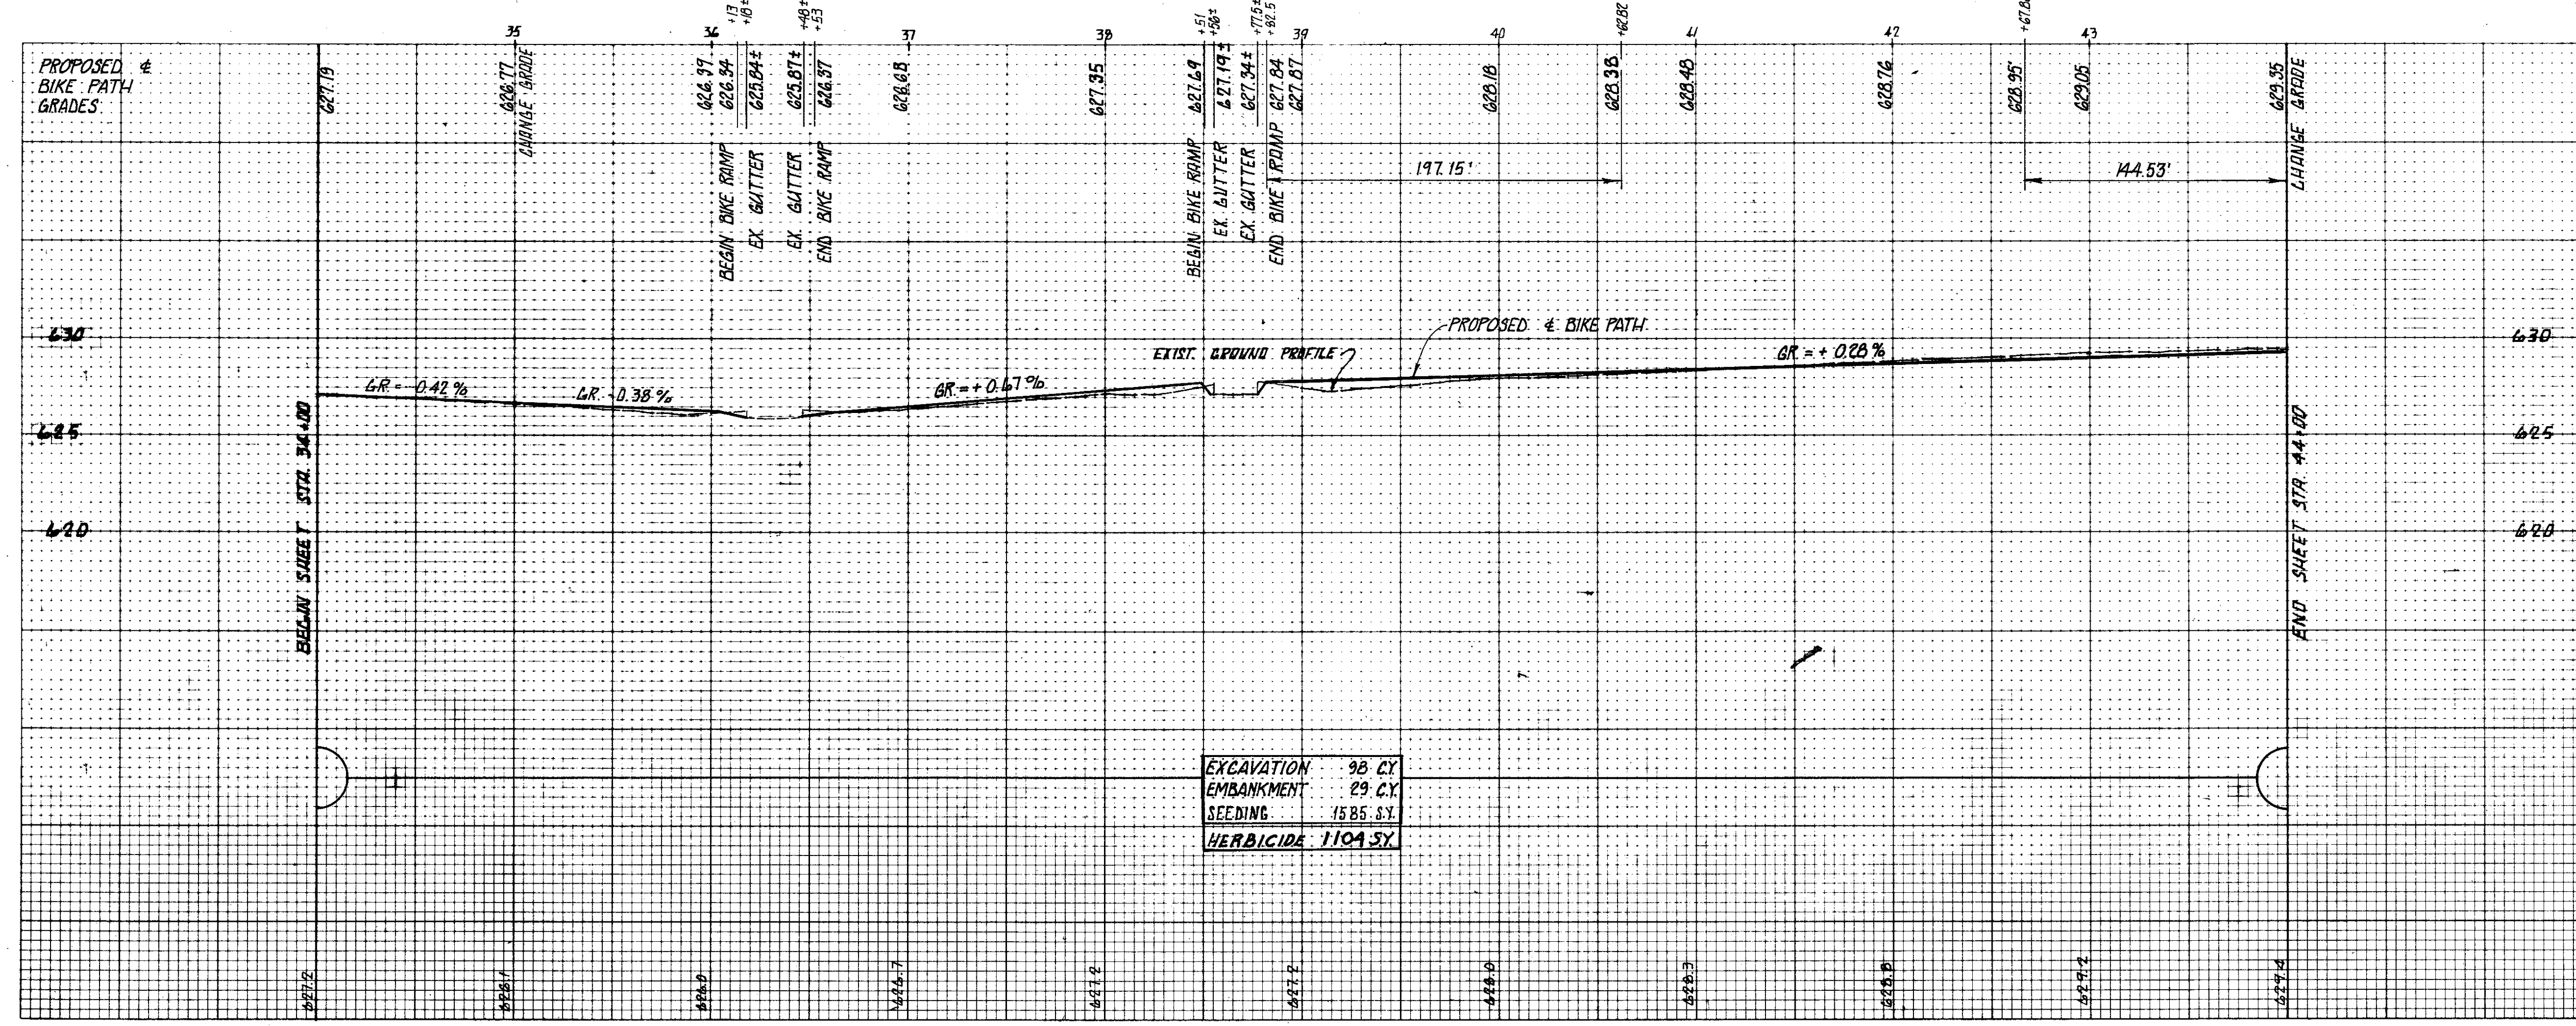 +13
+18±
+48±
+53
+51
+56±
+77.5±
+82.5
+62.82
35
36
37
38
39
40
41
42
43
PROPOSED ℄
BIKE PATH
GRADES
627.19
626.77
CHANGE GRADE
626.39
626.34
625.84±
625.87±
626.37
626.68
627.35
627.69
627.19±
627.34±
627.84
627.87
628.18
628.38
628.48
628.76
628.95
629.05
629.35
CHANGE GRADE
BEGIN BIKE RAMP
EX. GUTTER
EX. GUTTER
END BIKE RAMP
BEGIN BIKE RAMP
EX. GUTTER
EX. GUTTER
END BIKE RAMP
197.15'
144.53'
630
630
PROPOSED ℄ BIKE PATH
EXIST. GROUND PROFILE
GR. = + 0.28 %
GR. = - 0.42 %
GR. - 0.38 %
GR. = + 0.67 %
625
625
620
620
BEGIN SHEET STA. 34+00
END SHEET STA. 44+00
EXCAVATION 98 C.Y.
EMBANKMENT 29 C.Y.
SEEDING 1585 S.Y.
HERBICIDE 1104 S.Y.
627.2
626.7
627.2
627.2
628.0
628.3
628.8
629.2
629.4